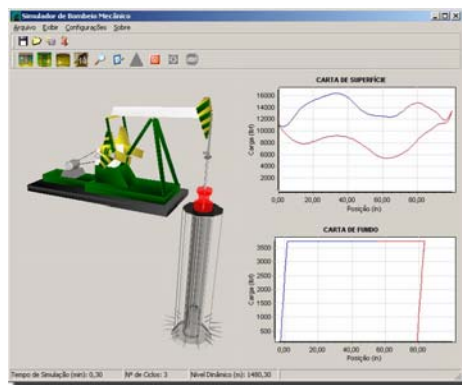 Simulador de Bombeio Mecânico
Arquivo Exibir Configurações Sobre
CARTA DE SUPERFÍCIE
Carga (lbf)
16000
14000
12000
10000
8000
6000
4000
2000
0,00 20,00 40,00 60,00 80,00
Posição (in)
CARTA DE FUNDO
Carga (lbf)
3500
3000
2500
2000
1500
1000
500
0,00 20,00 40,00 60,00 80,00
Posição (in)
Tempo de Simulação (min): 0,30 Nº de Ciclos: 3 Nível Dinâmico (m): 1480,30